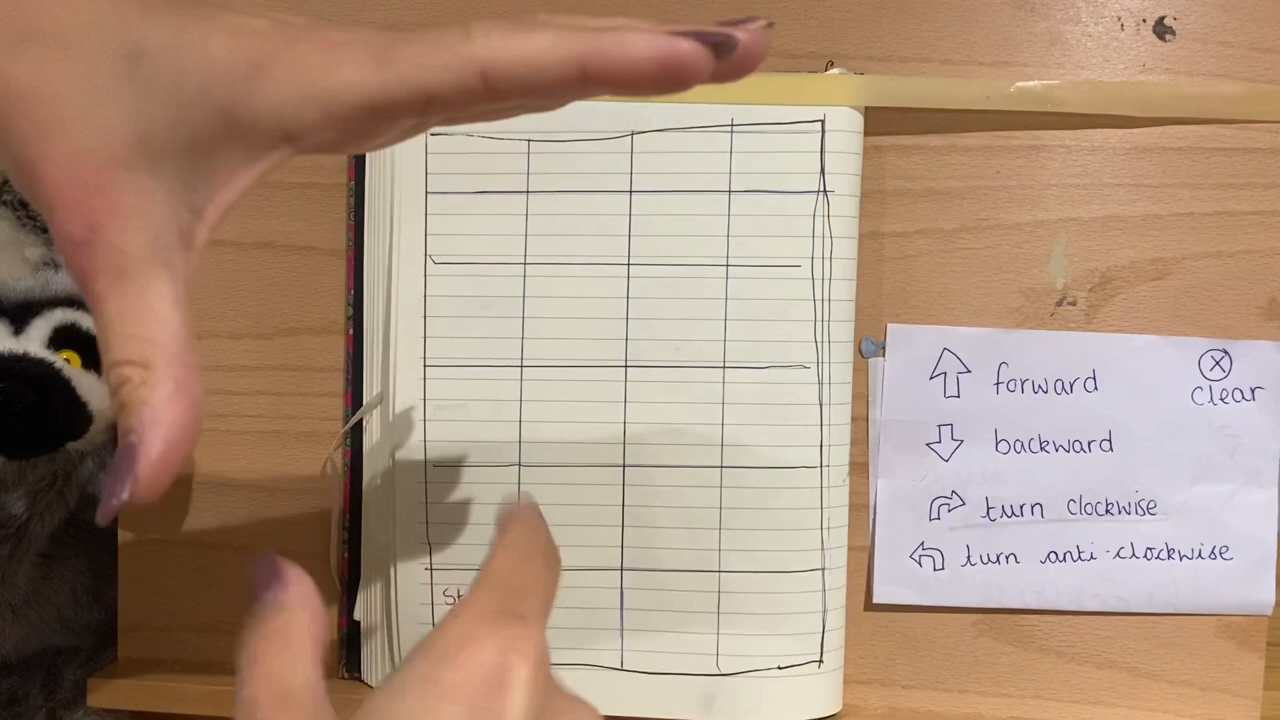 forward
clear
backward
turn clockwise
turn anti-clockwise